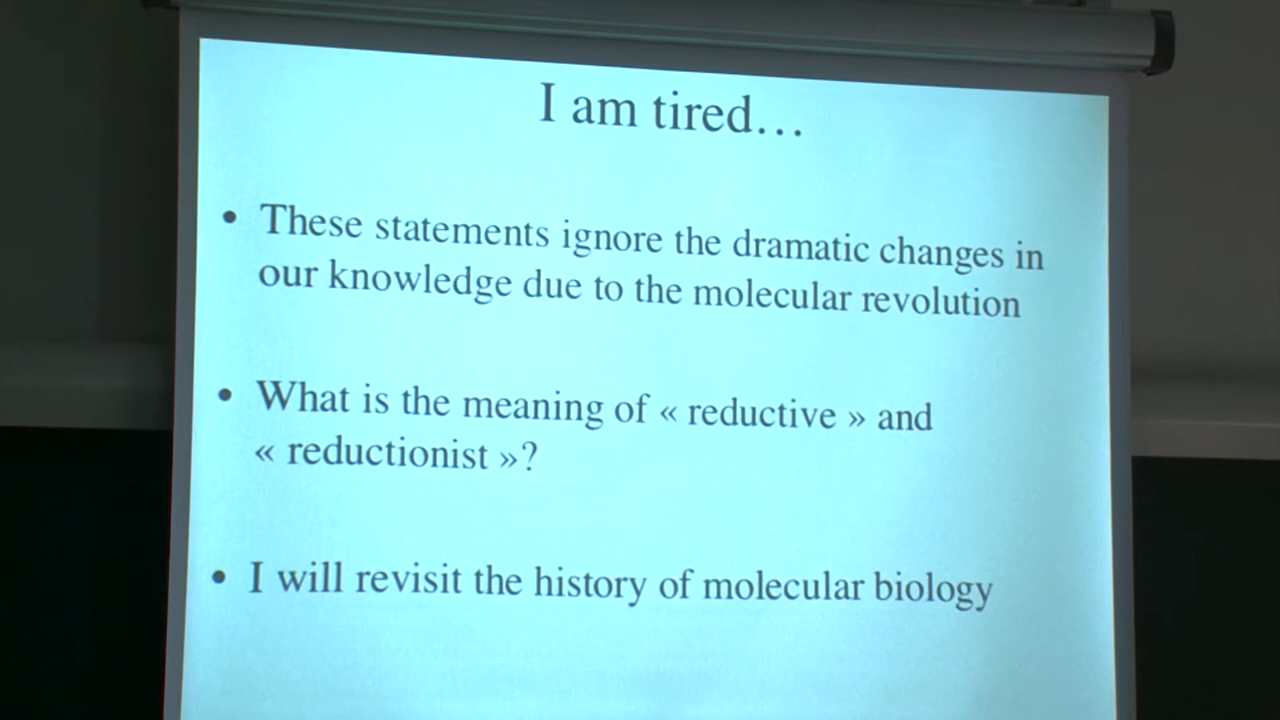 I am tired…
• These statements ignore the dramatic changes in
our knowledge due to the molecular revolution
• What is the meaning of « reductive » and
« reductionist »?
• I will revisit the history of molecular biology